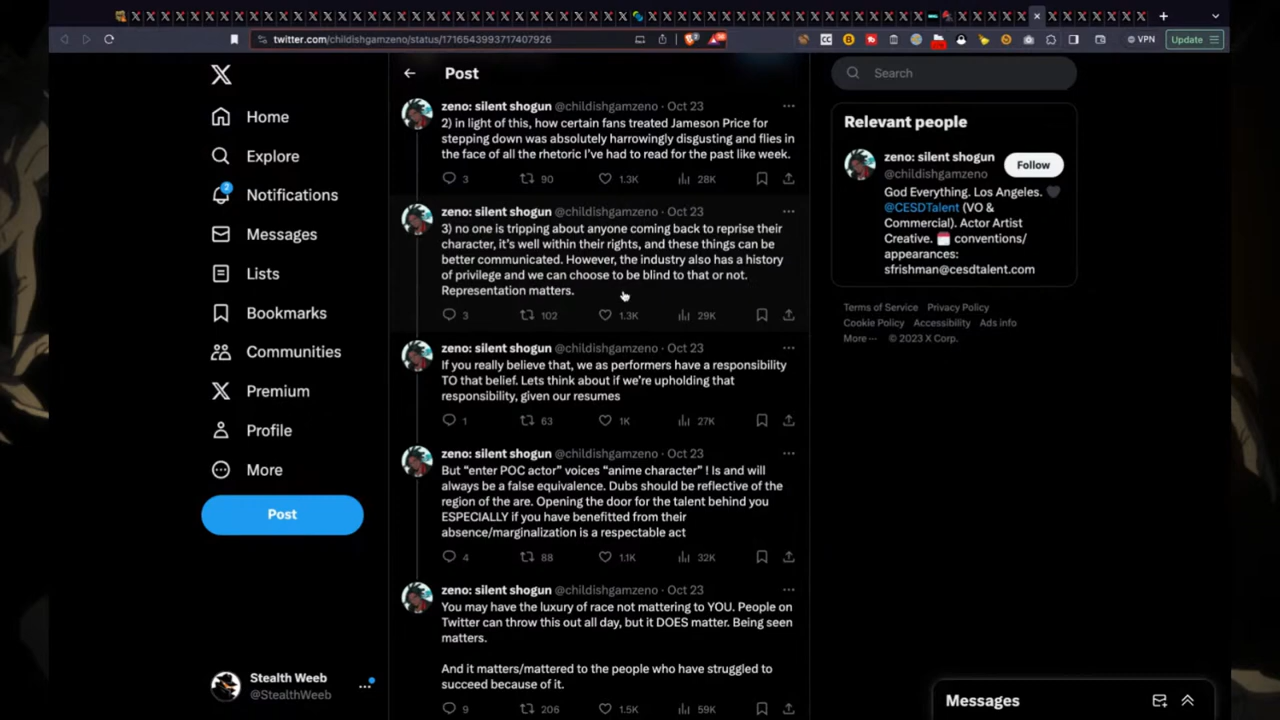 twitter.com/childishgamzeno/status/1716543993717407926
VPN
Update
Home
Explore
2
Notifications
Messages
Lists
Bookmarks
Communities
Premium
Profile
More
Post
Stealth Weeb
@StealthWeeb
Post
zeno: silent shogun @childishgamzeno · Oct 23
2) in light of this, how certain fans treated Jameson Price for
stepping down was absolutely harrowingly disgusting and flies in
the face of all the rhetoric I've had to read for the past like week.
3 90 1.3K 28K
zeno: silent shogun @childishgamzeno · Oct 23
3) no one is tripping about anyone coming back to reprise their
character, it's well within their rights, and these things can be
better communicated. However, the industry also has a history
of privilege and we can choose to be blind to that or not.
Representation matters.
3 102 1.3K 29K
zeno: silent shogun @childishgamzeno · Oct 23
If you really believe that, we as performers have a responsibility
TO that belief. Lets think about if we're upholding that
responsibility, given our resumes
1 63 1K 27K
zeno: silent shogun @childishgamzeno · Oct 23
But “enter POC actor” voices “anime character” ! Is and will
always be a false equivalence. Dubs should be reflective of the
region of the are. Opening the door for the talent behind you
ESPECIALLY if you have benefitted from their
absence/marginalization is a respectable act
4 88 1.1K 32K
zeno: silent shogun @childishgamzeno · Oct 23
You may have the luxury of race not mattering to YOU. People on
Twitter can throw this out all day, but it DOES matter. Being seen
matters.
And it matters/mattered to the people who have struggled to
succeed because of it.
9 206 1.5K 59K
Search
Relevant people
zeno: silent shogun
@childishgamzeno
Follow
God Everything. Los Angeles.
@CESDTalent (VO &
Commercial). Actor Artist
Creative. conventions/
appearances:
sfrishman@cesdtalent.com
Terms of Service Privacy Policy
Cookie Policy Accessibility Ads info
More ··· © 2023 X Corp.
Messages